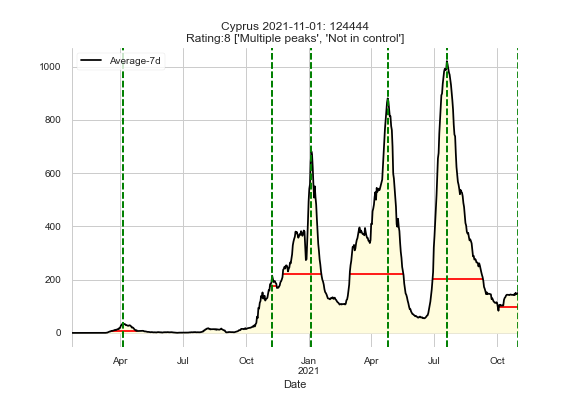 Cyprus 2021-11-01: 124444
Rating:8 ['Multiple peaks', 'Not in control']
Average-7d
1000
800
600
400
200
0
Apr
Jul
Oct
Jan
2021
Apr
Jul
Oct
Date